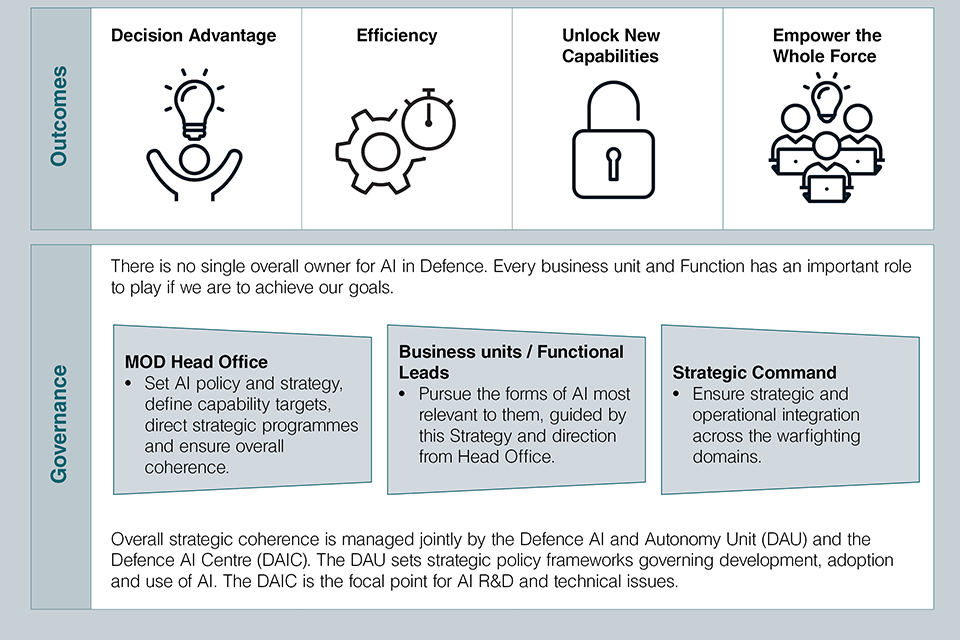 Outcomes
Decision Advantage
Efficiency
Unlock New
Capabilities
Empower the
Whole Force
Governance
There is no single overall owner for AI in Defence. Every business unit and Function has an important role
to play if we are to achieve our goals.
MOD Head Office
• Set AI policy and strategy,
define capability targets,
direct strategic programmes
and ensure overall
coherence.
Business units / Functional
Leads
• Pursue the forms of AI most
relevant to them, guided by
this Strategy and direction
from Head Office.
Strategic Command
• Ensure strategic and
operational integration
across the warfighting
domains.
Overall strategic coherence is managed jointly by the Defence AI and Autonomy Unit (DAU) and the
Defence AI Centre (DAIC). The DAU sets strategic policy frameworks governing development, adoption
and use of AI. The DAIC is the focal point for AI R&D and technical issues.